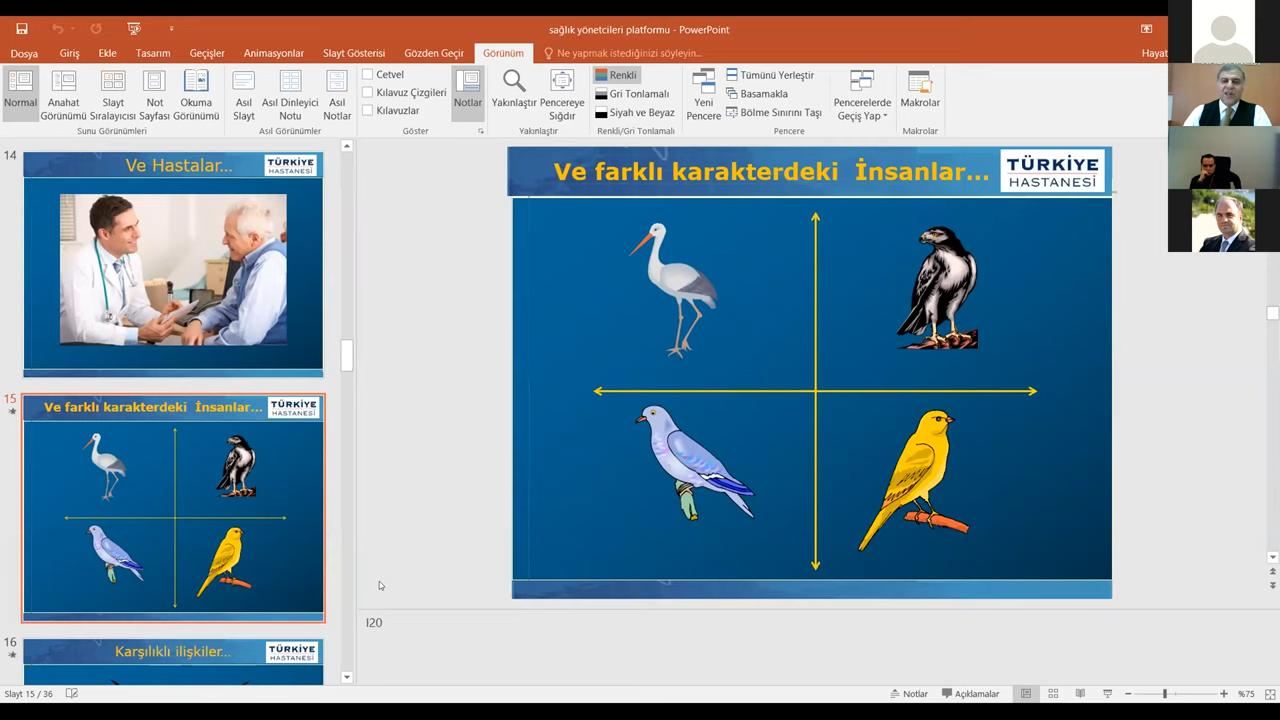 sağlık yönetcileri platformu - PowerPoint
Dosya Giriş Ekle Tasarım Geçişler Animasyonlar Slayt Gösterisi Gözden Geçir Görünüm Ne yapmak istediğinizi söyleyin... Hayat
Normal
Anahat Görünümü
Slayt Sıralayıcısı
Not Sayfası
Okuma Görünümü
Sunu Görünümleri
Asıl Slayt
Asıl Dinleyici Notu
Asıl Notlar
Asıl Görünümler
Cetvel
Kılavuz Çizgileri
Kılavuzlar
Göster
Notlar
Yakınlaştır
Pencereye Sığdır
Yakınlaştır
Renkli
Gri Tonlamalı
Siyah ve Beyaz
Renkli/Gri Tonlamalı
Yeni Pencere
Tümünü Yerleştir
Basamakla
Bölme Sınırını Taşı
Pencerelerde Geçiş Yap
Pencere
Makrolar
Makrolar
14
Ve Hastalar...
TÜRKİYE
HASTANESİ
15
Ve farklı karakterdeki İnsanlar...
TÜRKİYE
HASTANESİ
16
Karşılıklı ilişkiler...
TÜRKİYE
HASTANESİ
Ve farklı karakterdeki İnsanlar...
TÜRKİYE
HASTANESİ
I20
Slayt 15 / 36
Notlar
Açıklamalar
%75